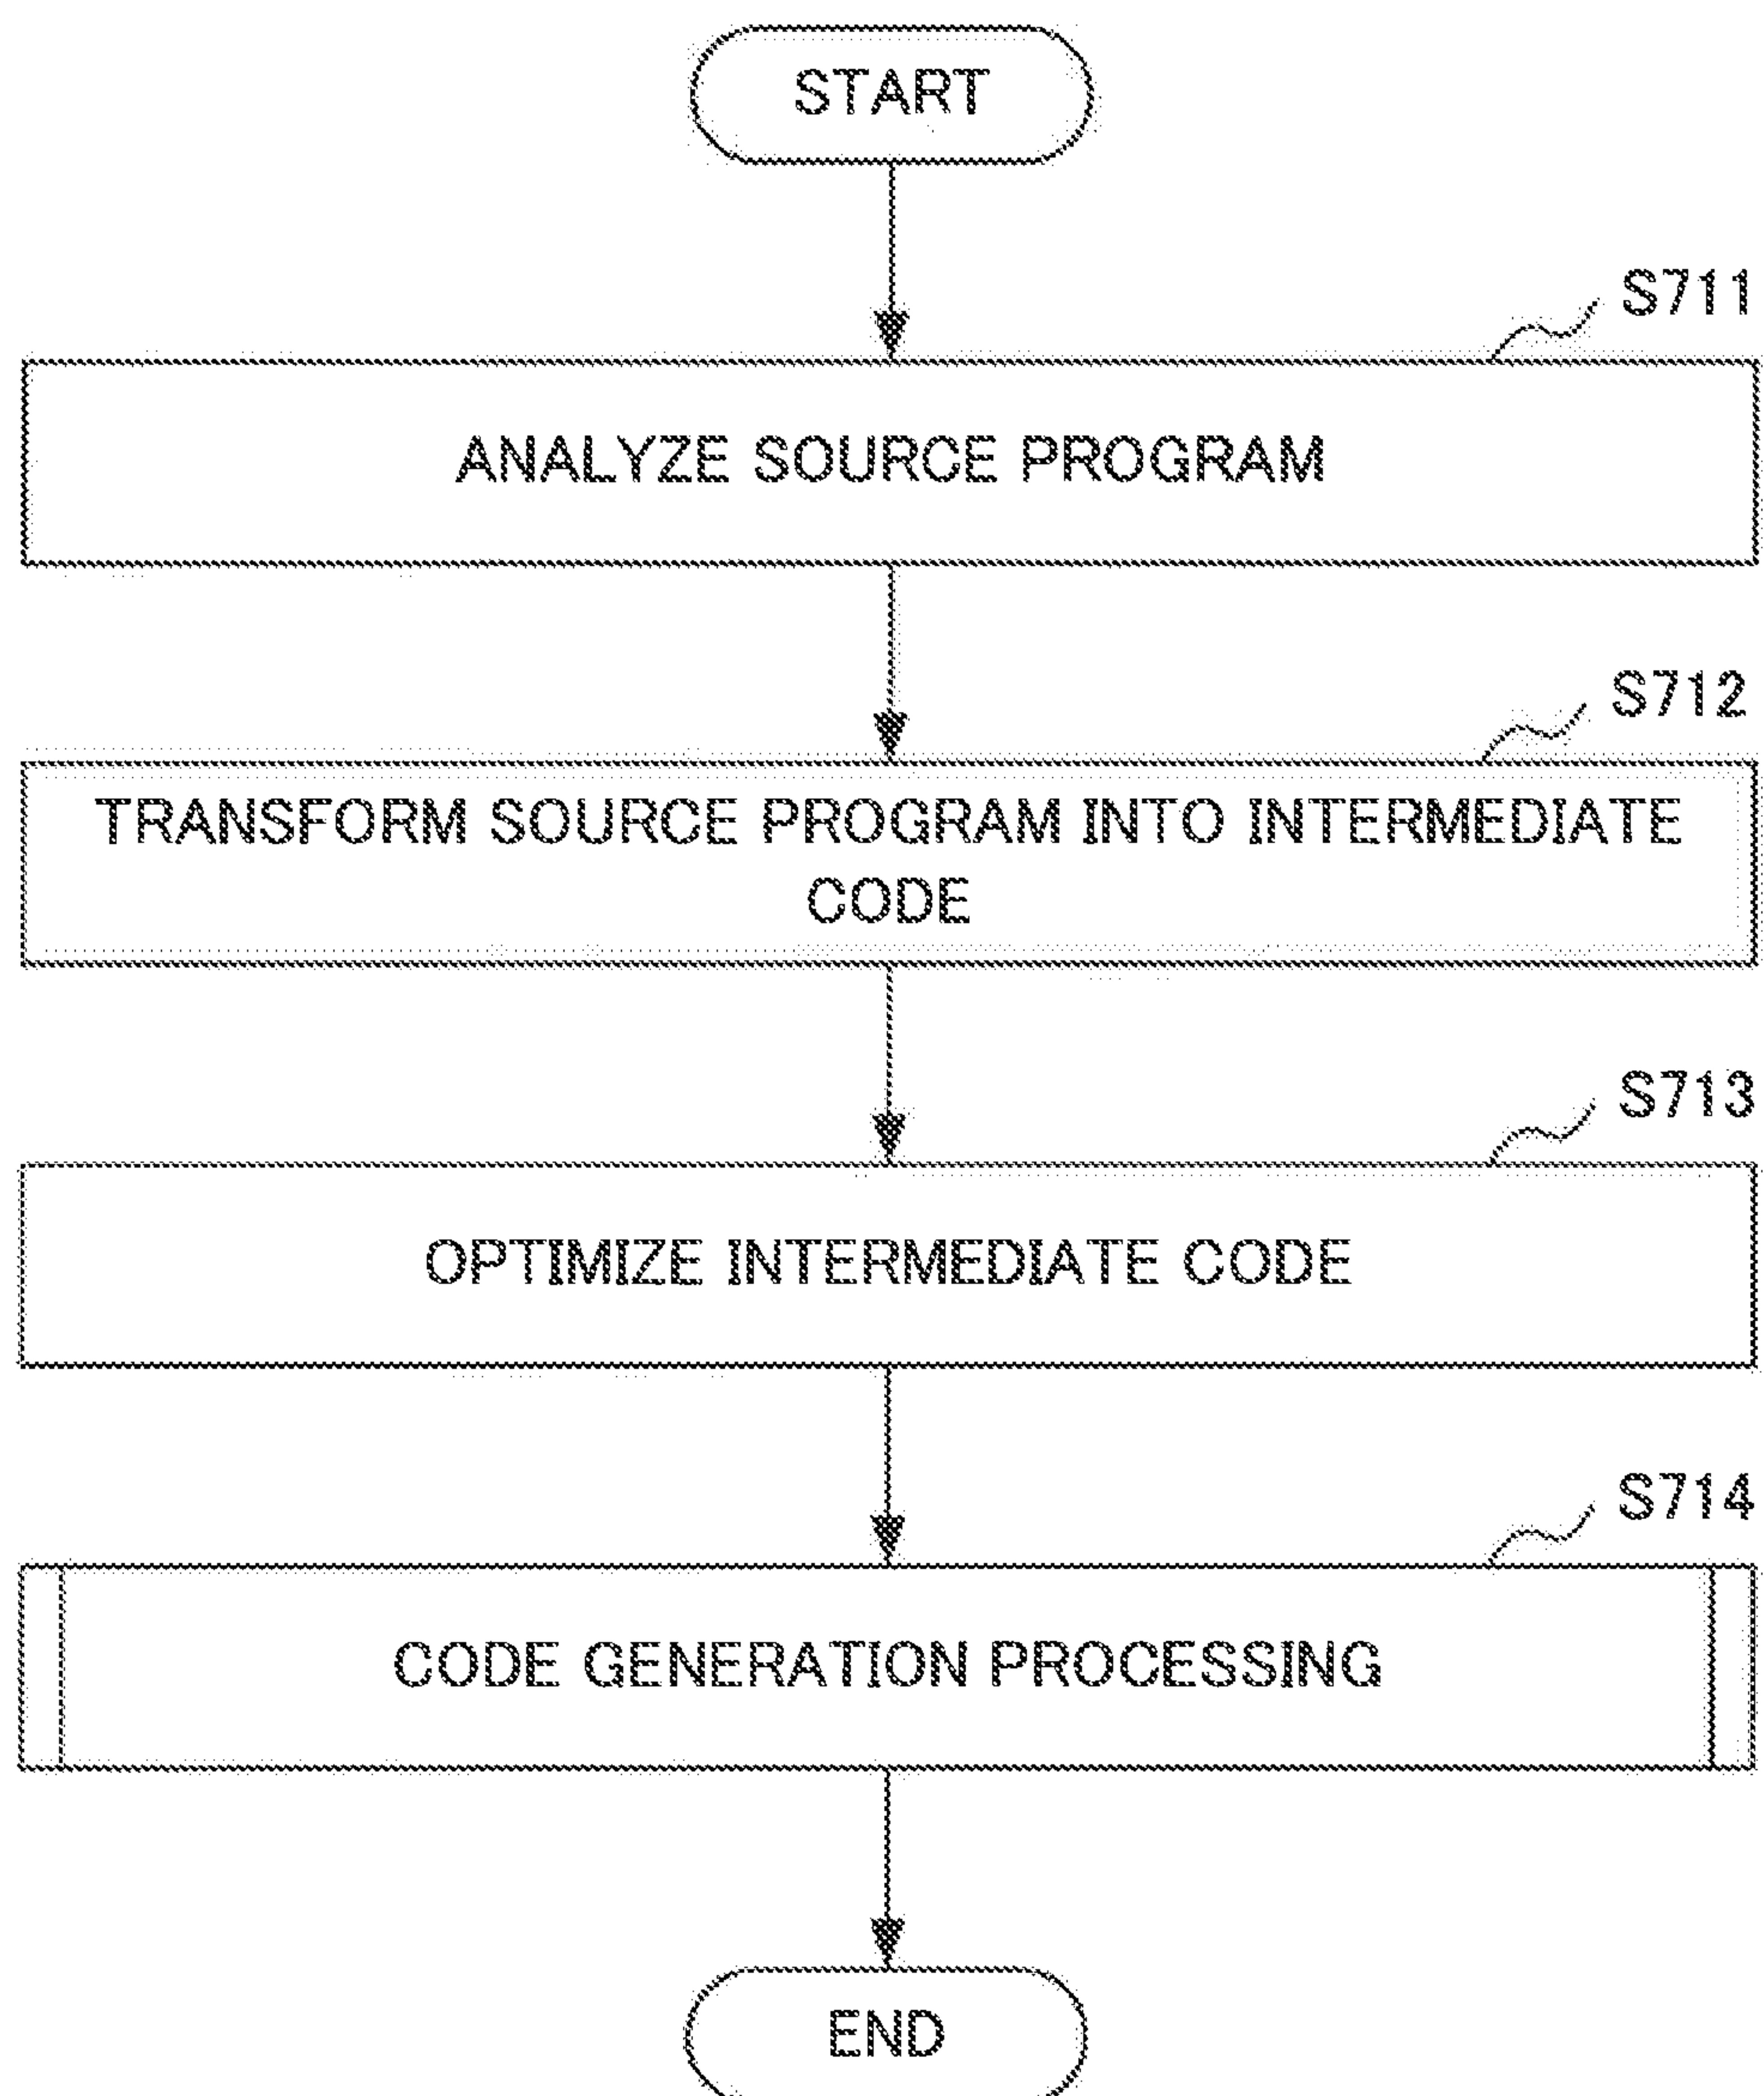 START
S711
ANALYZE SOURCE PROGRAM
S712
TRANSFORM SOURCE PROGRAM INTO INTERMEDIATE
CODE
S713
OPTIMIZE INTERMEDIATE CODE
S714
CODE GENERATION PROCESSING
END